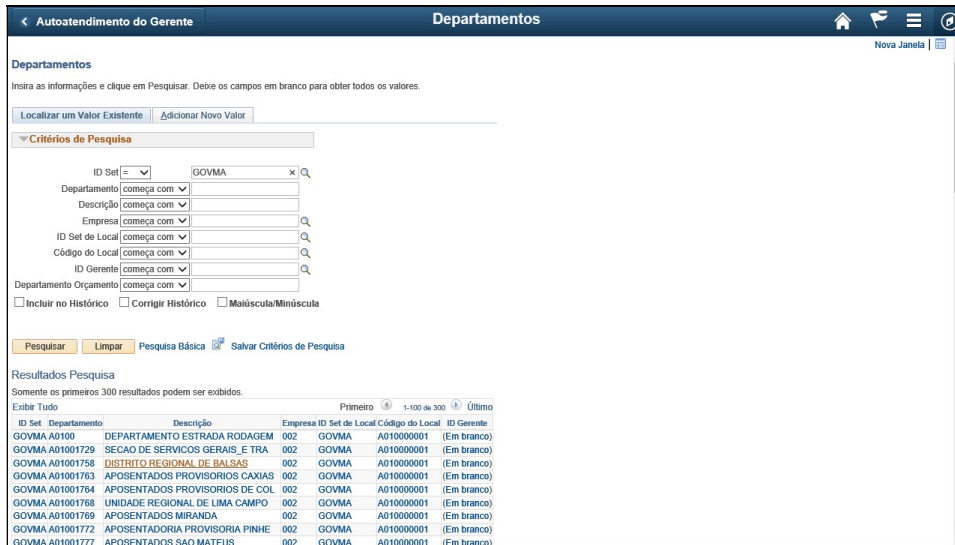 Autoatendimento do Gerente Departamentos
Nova Janela
Departamentos
Insira as informações e clique em Pesquisar. Deixe os campos em branco para obter todos os valores.
Localizar um Valor Existente Adicionar Novo Valor
Critérios de Pesquisa
ID Set = GOVMA
Departamento começa com
Descrição começa com
Empresa começa com
ID Set de Local começa com
Código do Local começa com
ID Gerente começa com
Departamento Orçamento começa com
Incluir no Histórico Corrigir Histórico Maiúscula/Minúscula
Pesquisar Limpar Pesquisa Básica Salvar Critérios de Pesquisa
Resultados Pesquisa
Somente os primeiros 300 resultados podem ser exibidos.
Exibir Tudo Primeiro 1-100 de 300 Último
ID Set Departamento Descrição Empresa ID Set de Local Código do Local ID Gerente
GOVMA A0100 DEPARTAMENTO ESTRADA RODAGEM 002 GOVMA A010000001 (Em branco)
GOVMA A01001729 SECAO DE SERVICOS GERAIS_E TRA 002 GOVMA A010000001 (Em branco)
GOVMA A01001758 DISTRITO REGIONAL DE BALSAS 002 GOVMA A010000001 (Em branco)
GOVMA A01001763 APOSENTADOS PROVISORIOS CAXIAS 002 GOVMA A010000001 (Em branco)
GOVMA A01001764 APOSENTADOS PROVISORIOS DE COL 002 GOVMA A010000001 (Em branco)
GOVMA A01001768 UNIDADE REGIONAL DE LIMA CAMPO 002 GOVMA A010000001 (Em branco)
GOVMA A01001769 APOSENTADOS MIRANDA 002 GOVMA A010000001 (Em branco)
GOVMA A01001772 APOSENTADORIA PROVISORIA PINHE 002 GOVMA A010000001 (Em branco)
GOVMA A01001777 APOSENTADOS SAO MATEUS 002 GOVMA A010000001 (Em branco)